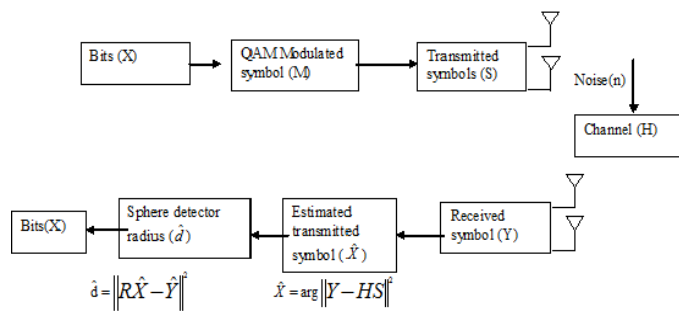 Bits (X)
QAM Modulated
symbol (M)
Transmitted
symbols (S)
Noise(n)
Channel (H)
Bits(X)
Sphere detector
radius (d̂)
Estimated
transmitted
symbol (X̂)
Received
symbol (Y)
d̂ = ||RX̂ − Ŷ||²
X̂ = arg||Y − HS||²